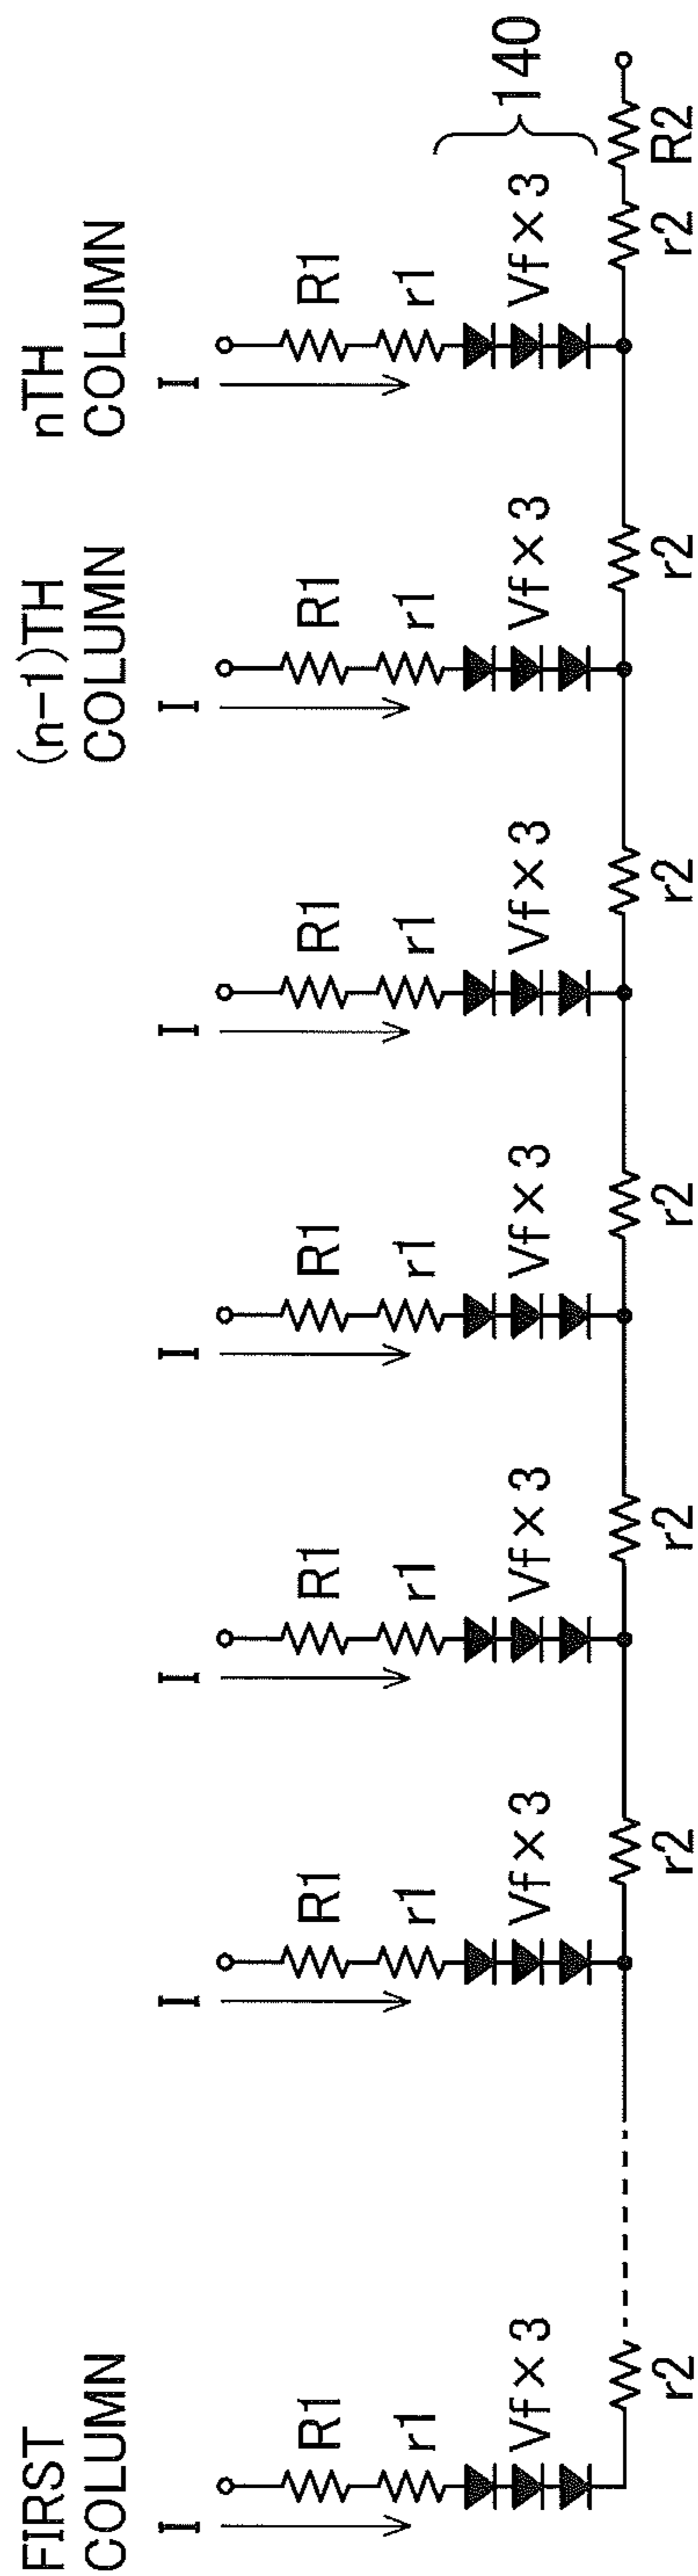 FIRST
COLUMN
(n-1)TH
COLUMN
nTH
COLUMN
I
I
I
I
I
I
I
R1
R1
R1
R1
R1
R1
R1
r1
r1
r1
r1
r1
r1
r1
Vf×3
Vf×3
Vf×3
Vf×3
Vf×3
Vf×3
Vf×3
140
r2
r2
r2
r2
r2
r2
r2
R2